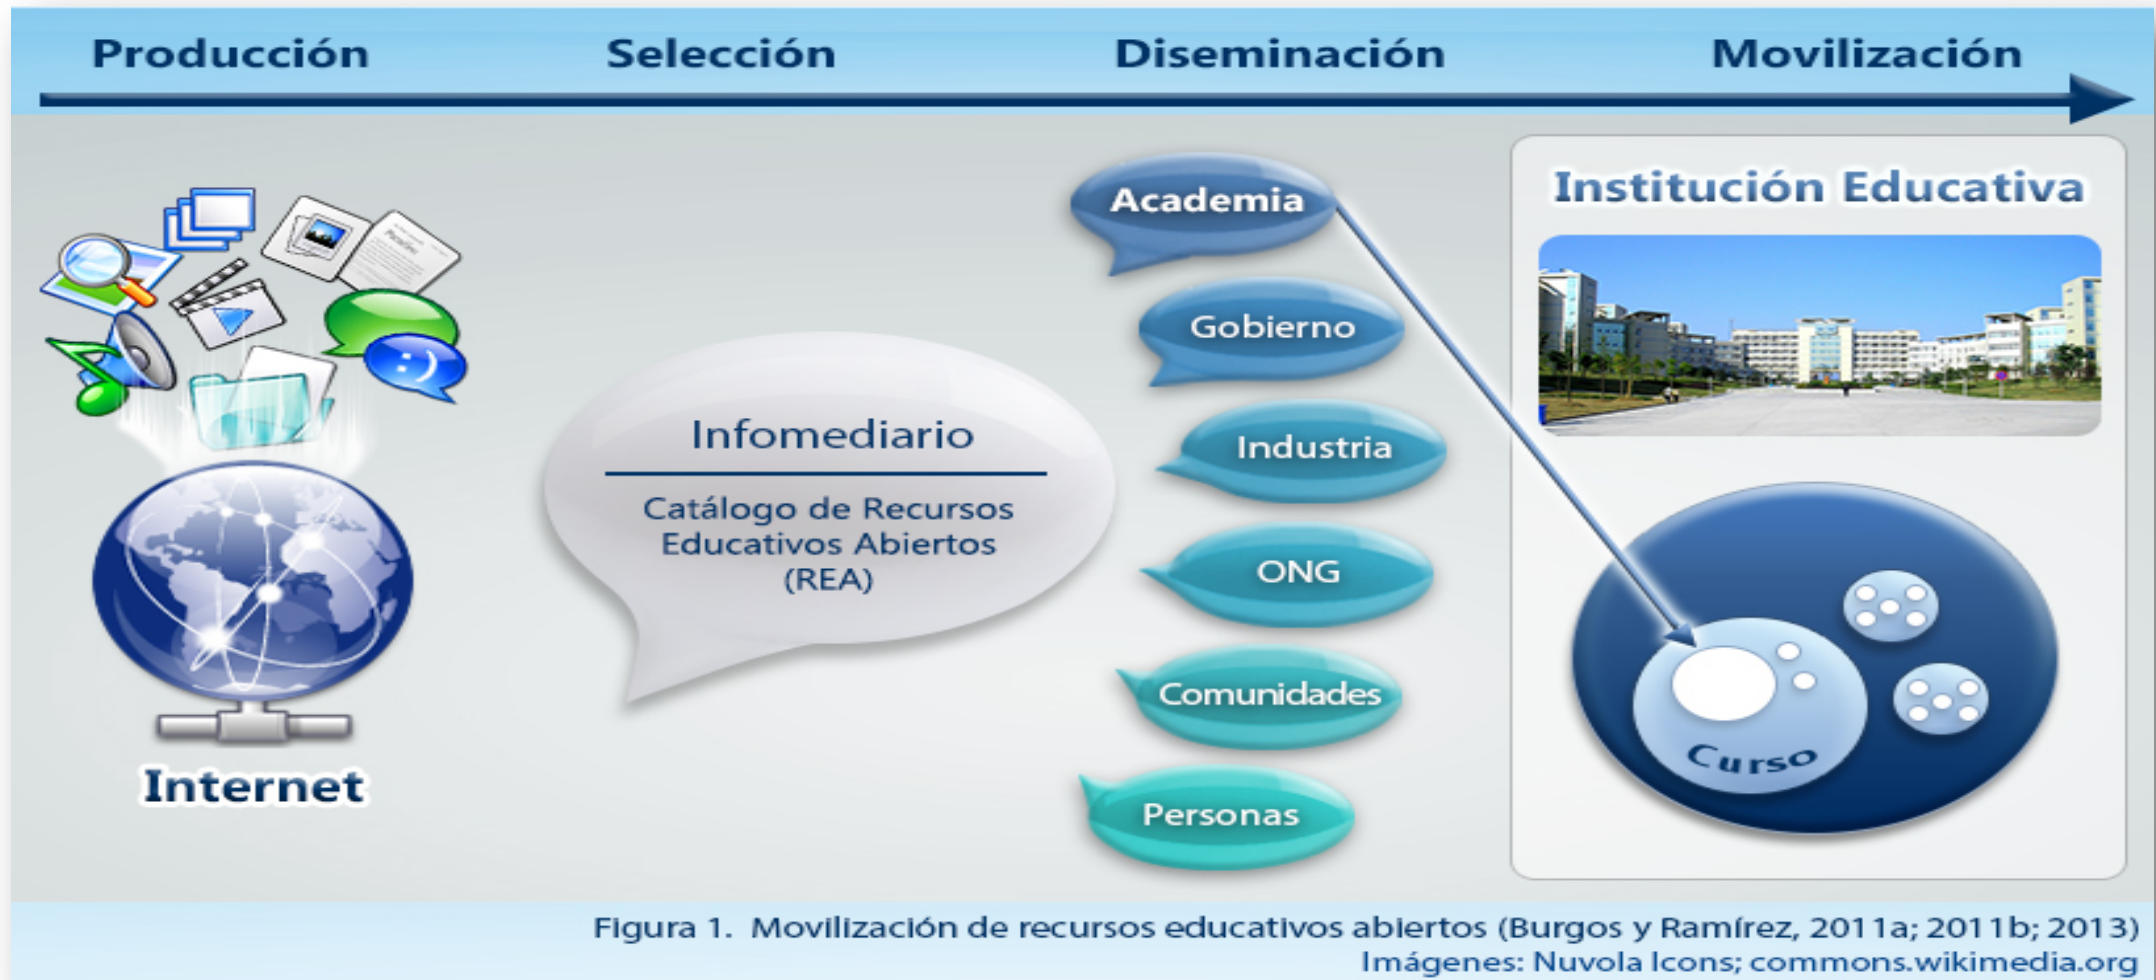 Producción
Selección
Diseminación
Movilización
Internet
Infomediario
Catálogo de Recursos
Educativos Abiertos
(REA)
Academia
Gobierno
Industria
ONG
Comunidades
Personas
Institución Educativa
Curso
Figura 1. Movilización de recursos educativos abiertos (Burgos y Ramírez, 2011a; 2011b; 2013)
Imágenes: Nuvola Icons; commons.wikimedia.org